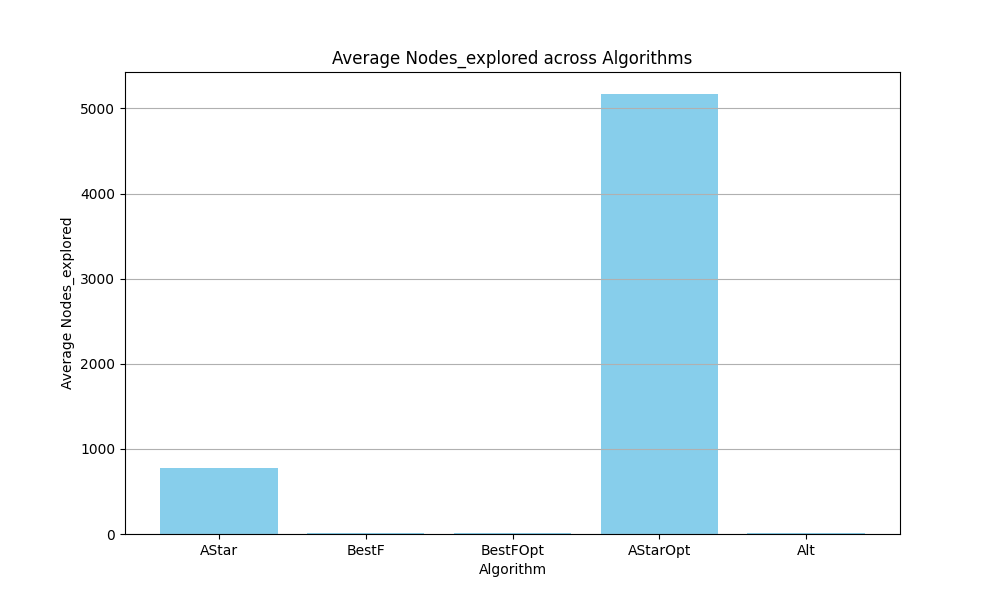 Average Nodes_explored across Algorithms
Average Nodes_explored
5000
4000
3000
2000
1000
0
AStar BestF BestFOpt AStarOpt Alt
Algorithm